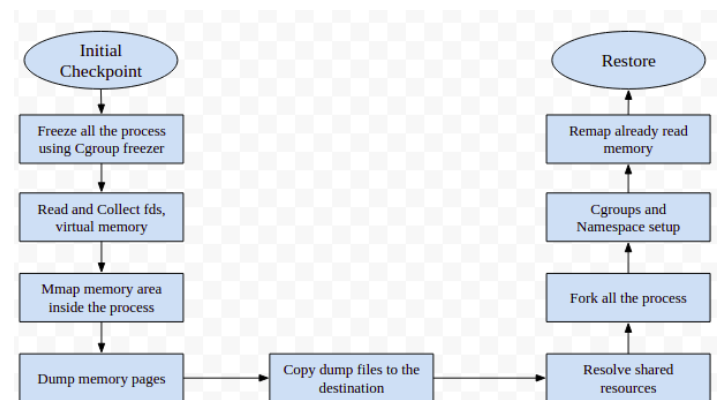 Initial
Checkpoint
Freeze all the process
using Cgroup freezer
Read and Collect fds,
virtual memory
Mmap memory area
inside the process
Dump memory pages
Copy dump files to the
destination
Resolve shared
resources
Fork all the process
Cgroups and
Namespace setup
Remap already read
memory
Restore